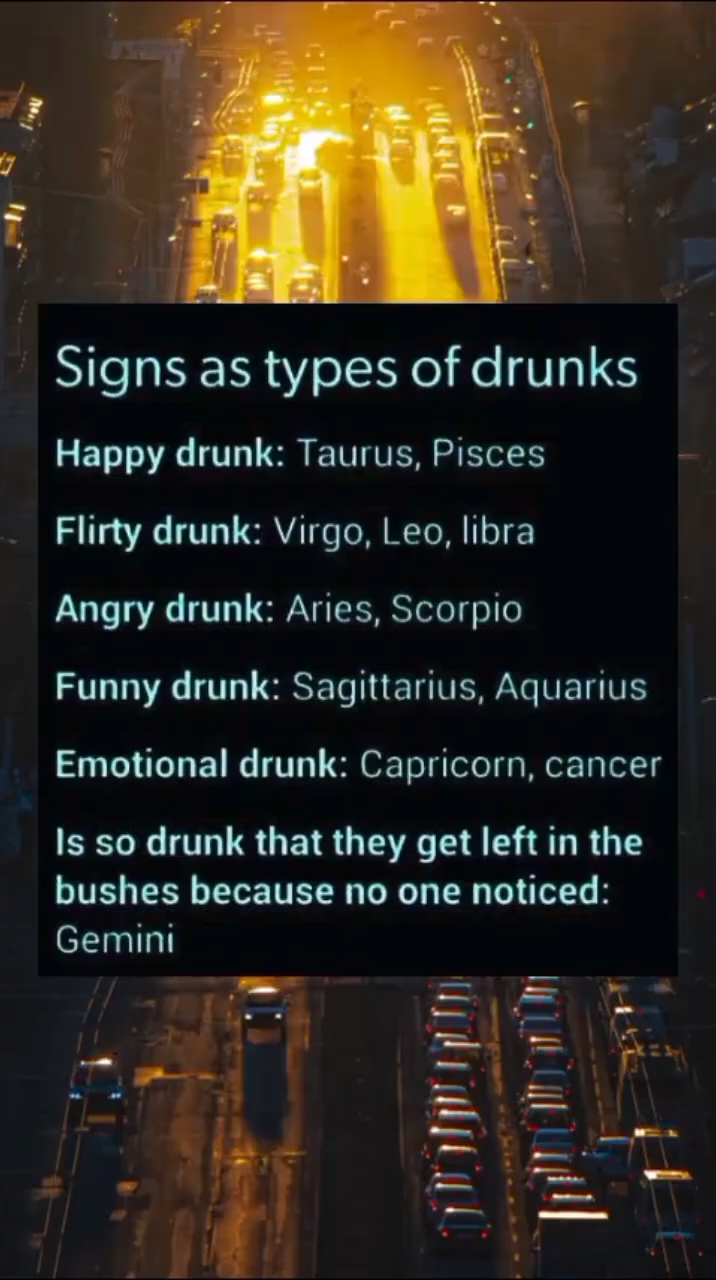 Signs as types of drunks
Happy drunk: Taurus, Pisces
Flirty drunk: Virgo, Leo, libra
Angry drunk: Aries, Scorpio
Funny drunk: Sagittarius, Aquarius
Emotional drunk: Capricorn, cancer
Is so drunk that they get left in the
bushes because no one noticed:
Gemini